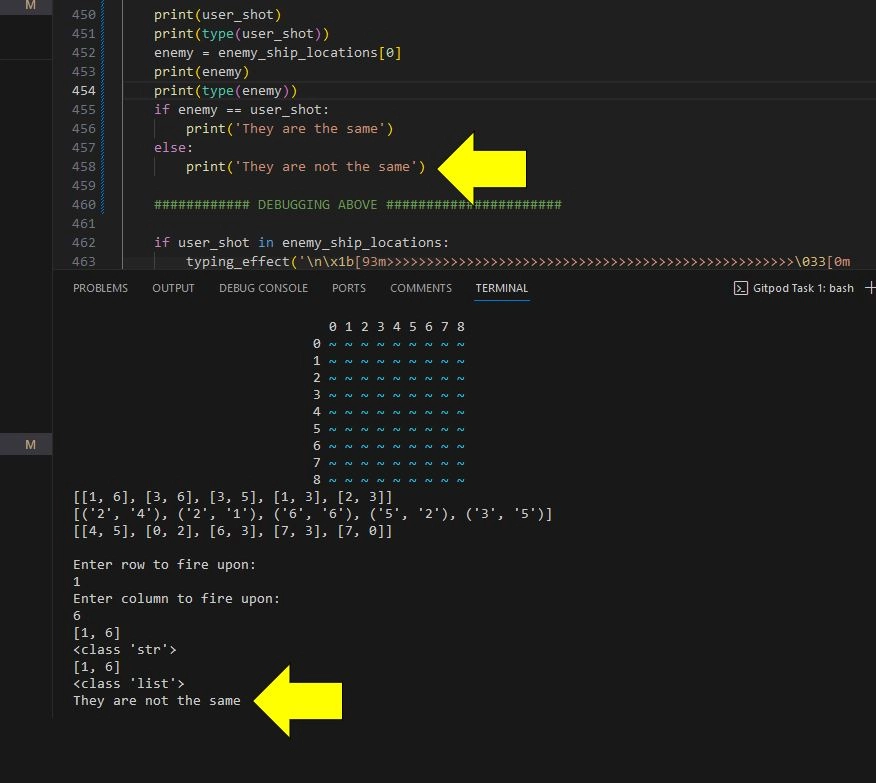 M
450 print(user_shot)
451 print(type(user_shot))
452 enemy = enemy_ship_locations[0]
453 print(enemy)
454 print(type(enemy))
455 if enemy == user_shot:
456 print('They are the same')
457 else:
458 print('They are not the same')
459
460 ############ DEBUGGING ABOVE ######################
461
462 if user_shot in enemy_ship_locations:
463 typing_effect('\n\x1b[93m>>>>>>>>>>>>>>>>>>>>>>>>>>>>>>>>>>>>>>>>>>>>>>>>>>>\033[0m
PROBLEMS OUTPUT DEBUG CONSOLE PORTS COMMENTS TERMINAL Gitpod Task 1: bash +
0 1 2 3 4 5 6 7 8
0 ~ ~ ~ ~ ~ ~ ~ ~ ~
1 ~ ~ ~ ~ ~ ~ ~ ~ ~
2 ~ ~ ~ ~ ~ ~ ~ ~ ~
3 ~ ~ ~ ~ ~ ~ ~ ~ ~
4 ~ ~ ~ ~ ~ ~ ~ ~ ~
5 ~ ~ ~ ~ ~ ~ ~ ~ ~
M
6 ~ ~ ~ ~ ~ ~ ~ ~ ~
7 ~ ~ ~ ~ ~ ~ ~ ~ ~
8 ~ ~ ~ ~ ~ ~ ~ ~ ~
[[1, 6], [3, 6], [3, 5], [1, 3], [2, 3]]
[('2', '4'), ('2', '1'), ('6', '6'), ('5', '2'), ('3', '5')]
[[4, 5], [0, 2], [6, 3], [7, 3], [7, 0]]
Enter row to fire upon:
1
Enter column to fire upon:
6
[1, 6]
<class 'str'>
[1, 6]
<class 'list'>
They are not the same